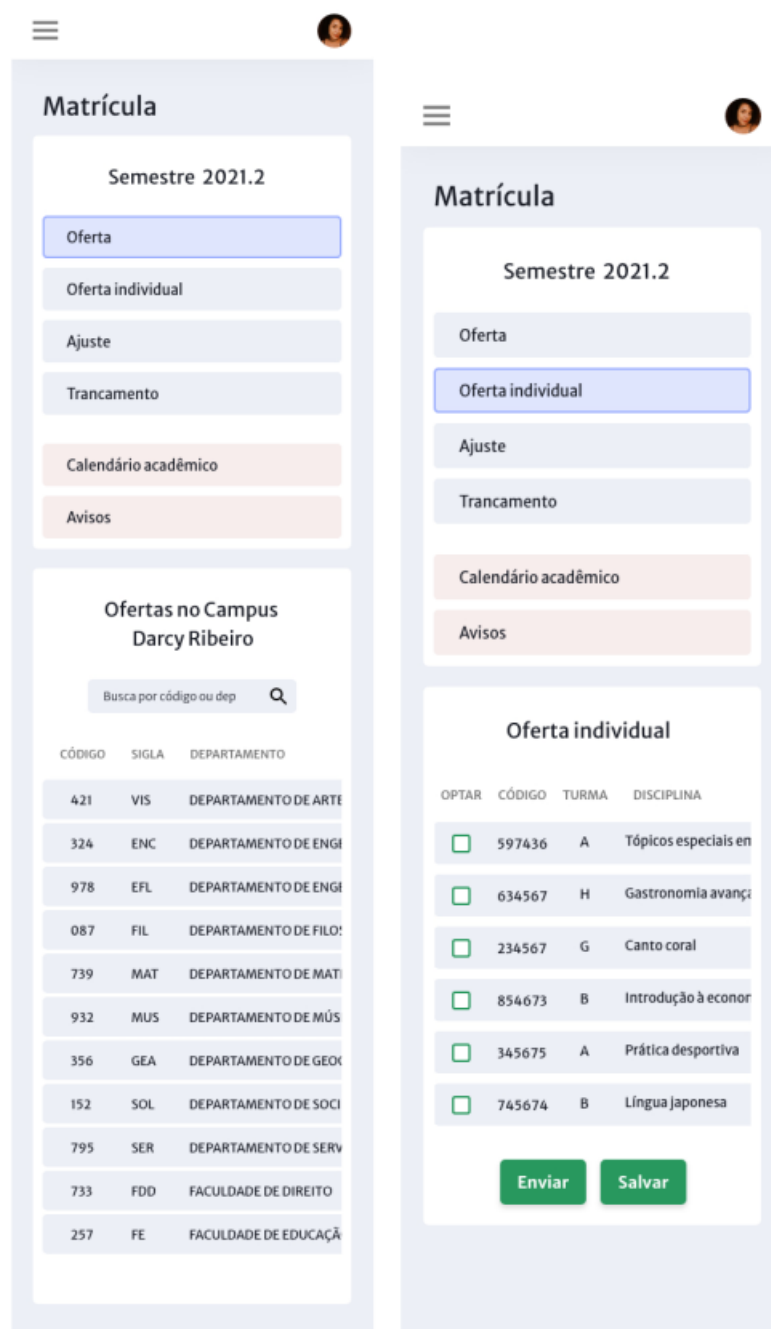 Matrícula
Semestre 2021.2
Oferta
Oferta individual
Ajuste
Trancamento
Calendário acadêmico
Avisos
Ofertas no Campus
Darcy Ribeiro
Busca por código ou dep
CÓDIGO SIGLA DEPARTAMENTO
421 VIS DEPARTAMENTO DE ARTE
324 ENC DEPARTAMENTO DE ENGE
978 EFL DEPARTAMENTO DE ENGE
087 FIL DEPARTAMENTO DE FILOS
739 MAT DEPARTAMENTO DE MAT
932 MUS DEPARTAMENTO DE MÚS
356 GEA DEPARTAMENTO DE GEO
152 SOL DEPARTAMENTO DE SOCI
795 SER DEPARTAMENTO DE SERV
733 FDD FACULDADE DE DIREITO
257 FE FACULDADE DE EDUCAÇÃ
Matrícula
Semestre 2021.2
Oferta
Oferta individual
Ajuste
Trancamento
Calendário acadêmico
Avisos
Oferta individual
OPTAR CÓDIGO TURMA DISCIPLINA
597436 A Tópicos especiais en
634567 H Gastronomia avança
234567 G Canto coral
854673 B Introdução à econor
345675 A Prática desportiva
745674 B Língua japonesa
Enviar Salvar